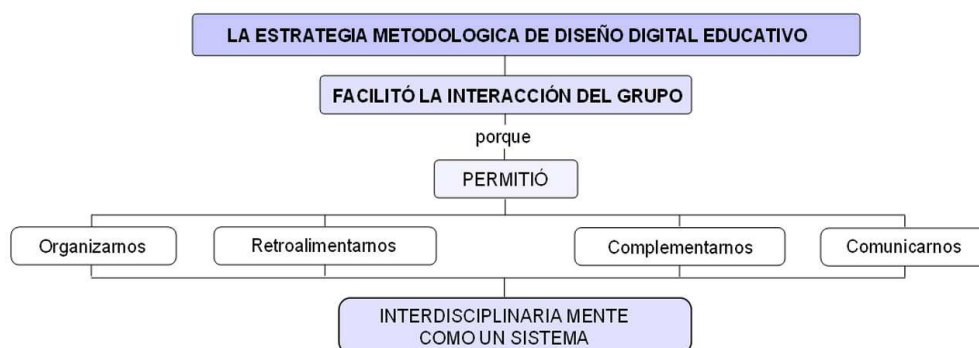 LA ESTRATEGIA METODOLOGICA DE DISEÑO DIGITAL EDUCATIVO
FACILITÓ LA INTERACCIÓN DEL GRUPO
porque
PERMITIÓ
Organizarnos
Retroalimentarnos
Complementarnos
Comunicarnos
INTERDISCIPLINARIA MENTE
COMO UN SISTEMA